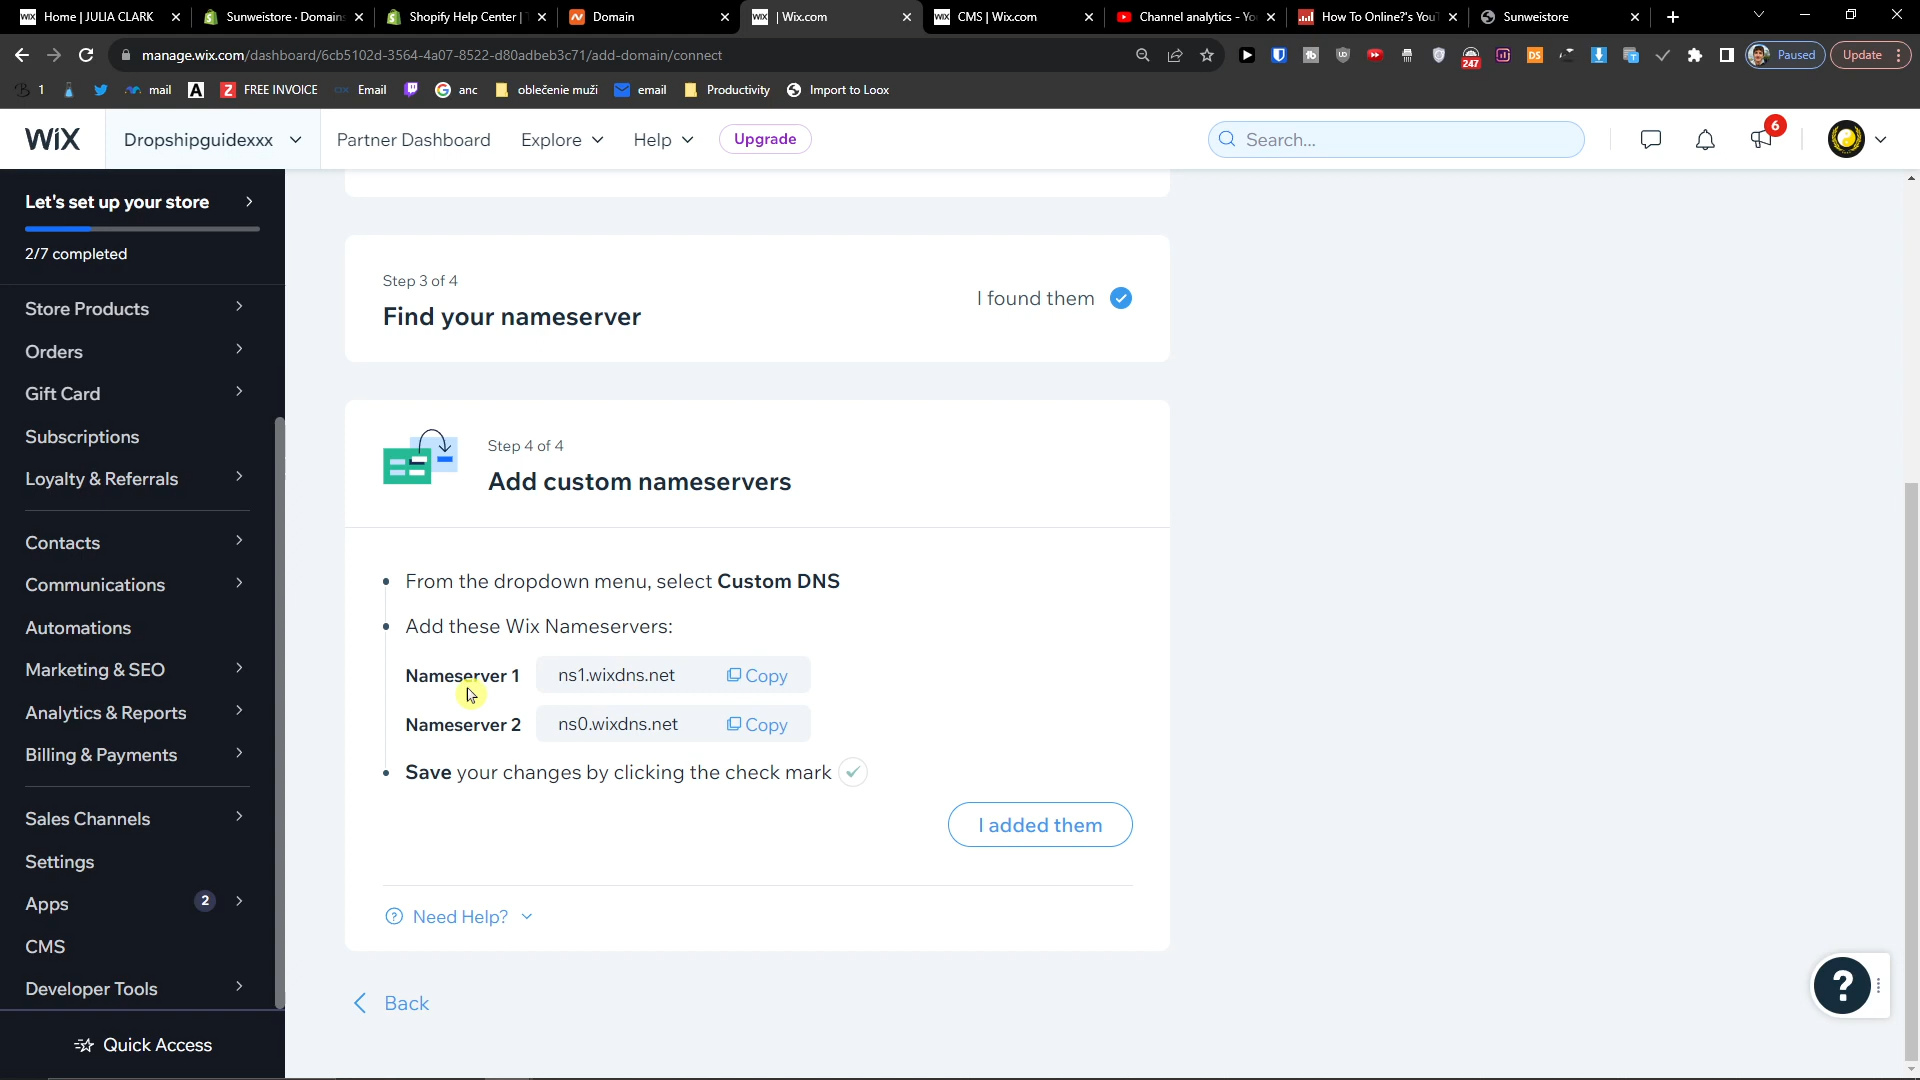 Home | JULIA CLARK
Sunweistore · Domains
Shopify Help Center |
Domain
WIX | Wix.com
WIX CMS | Wix.com
Channel analytics - Yo
How To Online?'s You
Sunweistore
manage.wix.com/dashboard/6cb5102d-3564-4a07-8522-d80adbeb3c71/add-domain/connect
247
Paused
Update
1
mail
FREE INVOICE
Email
anc
oblečenie muži
email
Productivity
Import to Loox
WIX
Dropshipguidexxx
Partner Dashboard
Explore
Help
Upgrade
Search...
6
Let's set up your store
2/7 completed
Store Products
Orders
Gift Card
Subscriptions
Loyalty & Referrals
Contacts
Communications
Automations
Marketing & SEO
Analytics & Reports
Billing & Payments
Sales Channels
Settings
Apps 2
CMS
Developer Tools
Quick Access
Step 3 of 4
Find your nameserver
I found them
Step 4 of 4
Add custom nameservers
• From the dropdown menu, select Custom DNS
• Add these Wix Nameservers:
Nameserver 1 ns1.wixdns.net Copy
Nameserver 2 ns0.wixdns.net Copy
• Save your changes by clicking the check mark
I added them
Need Help?
Back
?